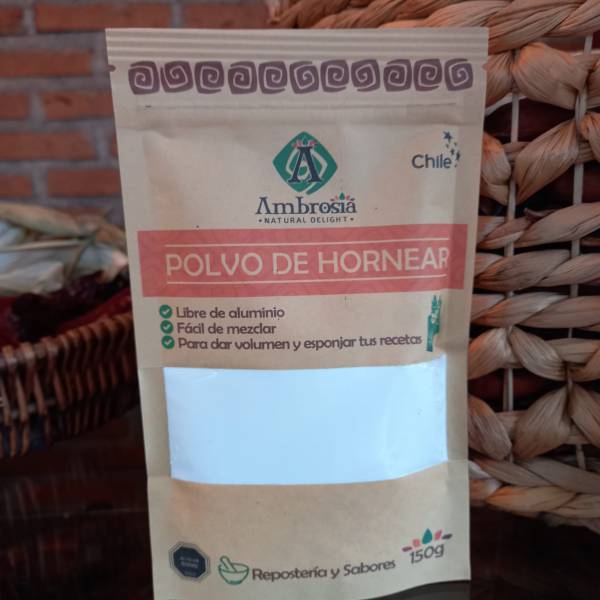 Chile
A
Ambrosia
• NATURAL DELIGHT •
POLVO DE HORNEAR
Libre de aluminio
Fácil de mezclar
Para dar volumen y esponjar tus recetas
Repostería y Sabores
150g